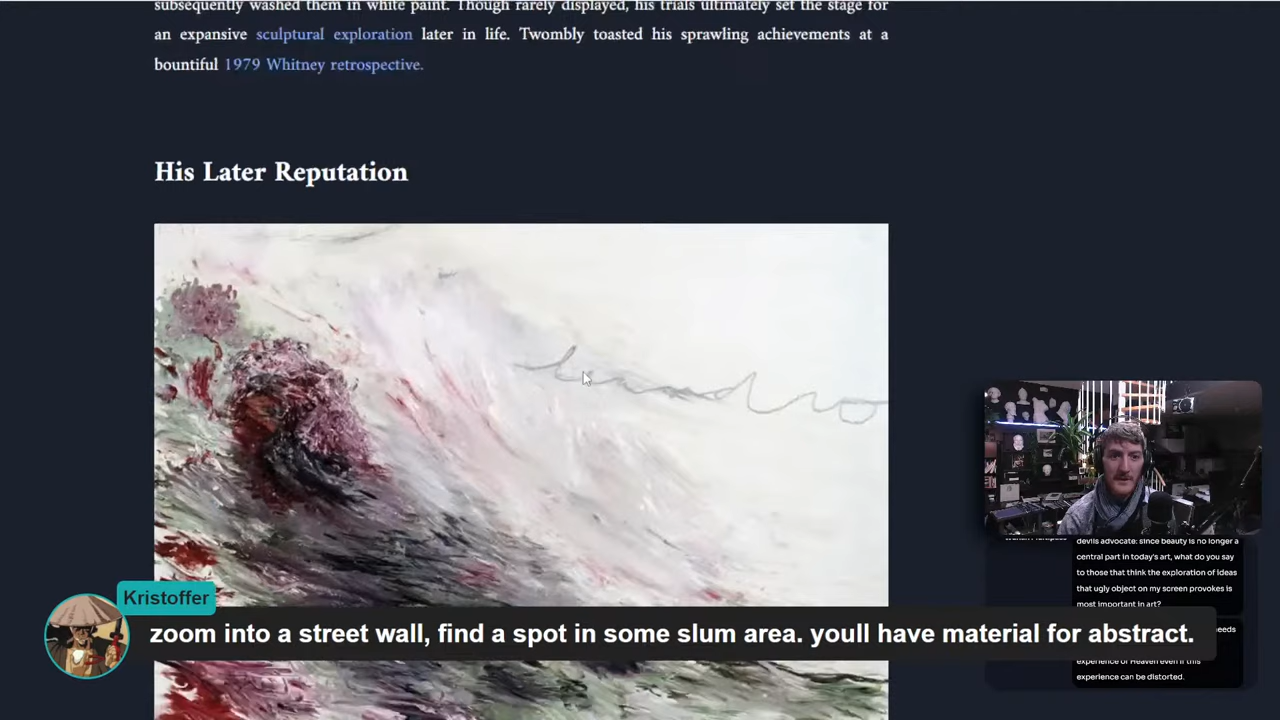 subsequently washed them in white paint. Though rarely displayed, his trials ultimately set the stage for
an expansive sculptural exploration later in life. Twombly toasted his sprawling achievements at a
bountiful 1979 Whitney retrospective.
His Later Reputation
devils advocate: since beauty is no longer a
central part in today's art, what do you say
to those that think the exploration of ideas
that ugly object on my screen provokes is
most important in art?
needs
experience of Heaven even if this
experience can be distorted.
Kristoffer
zoom into a street wall, find a spot in some slum area. youll have material for abstract.